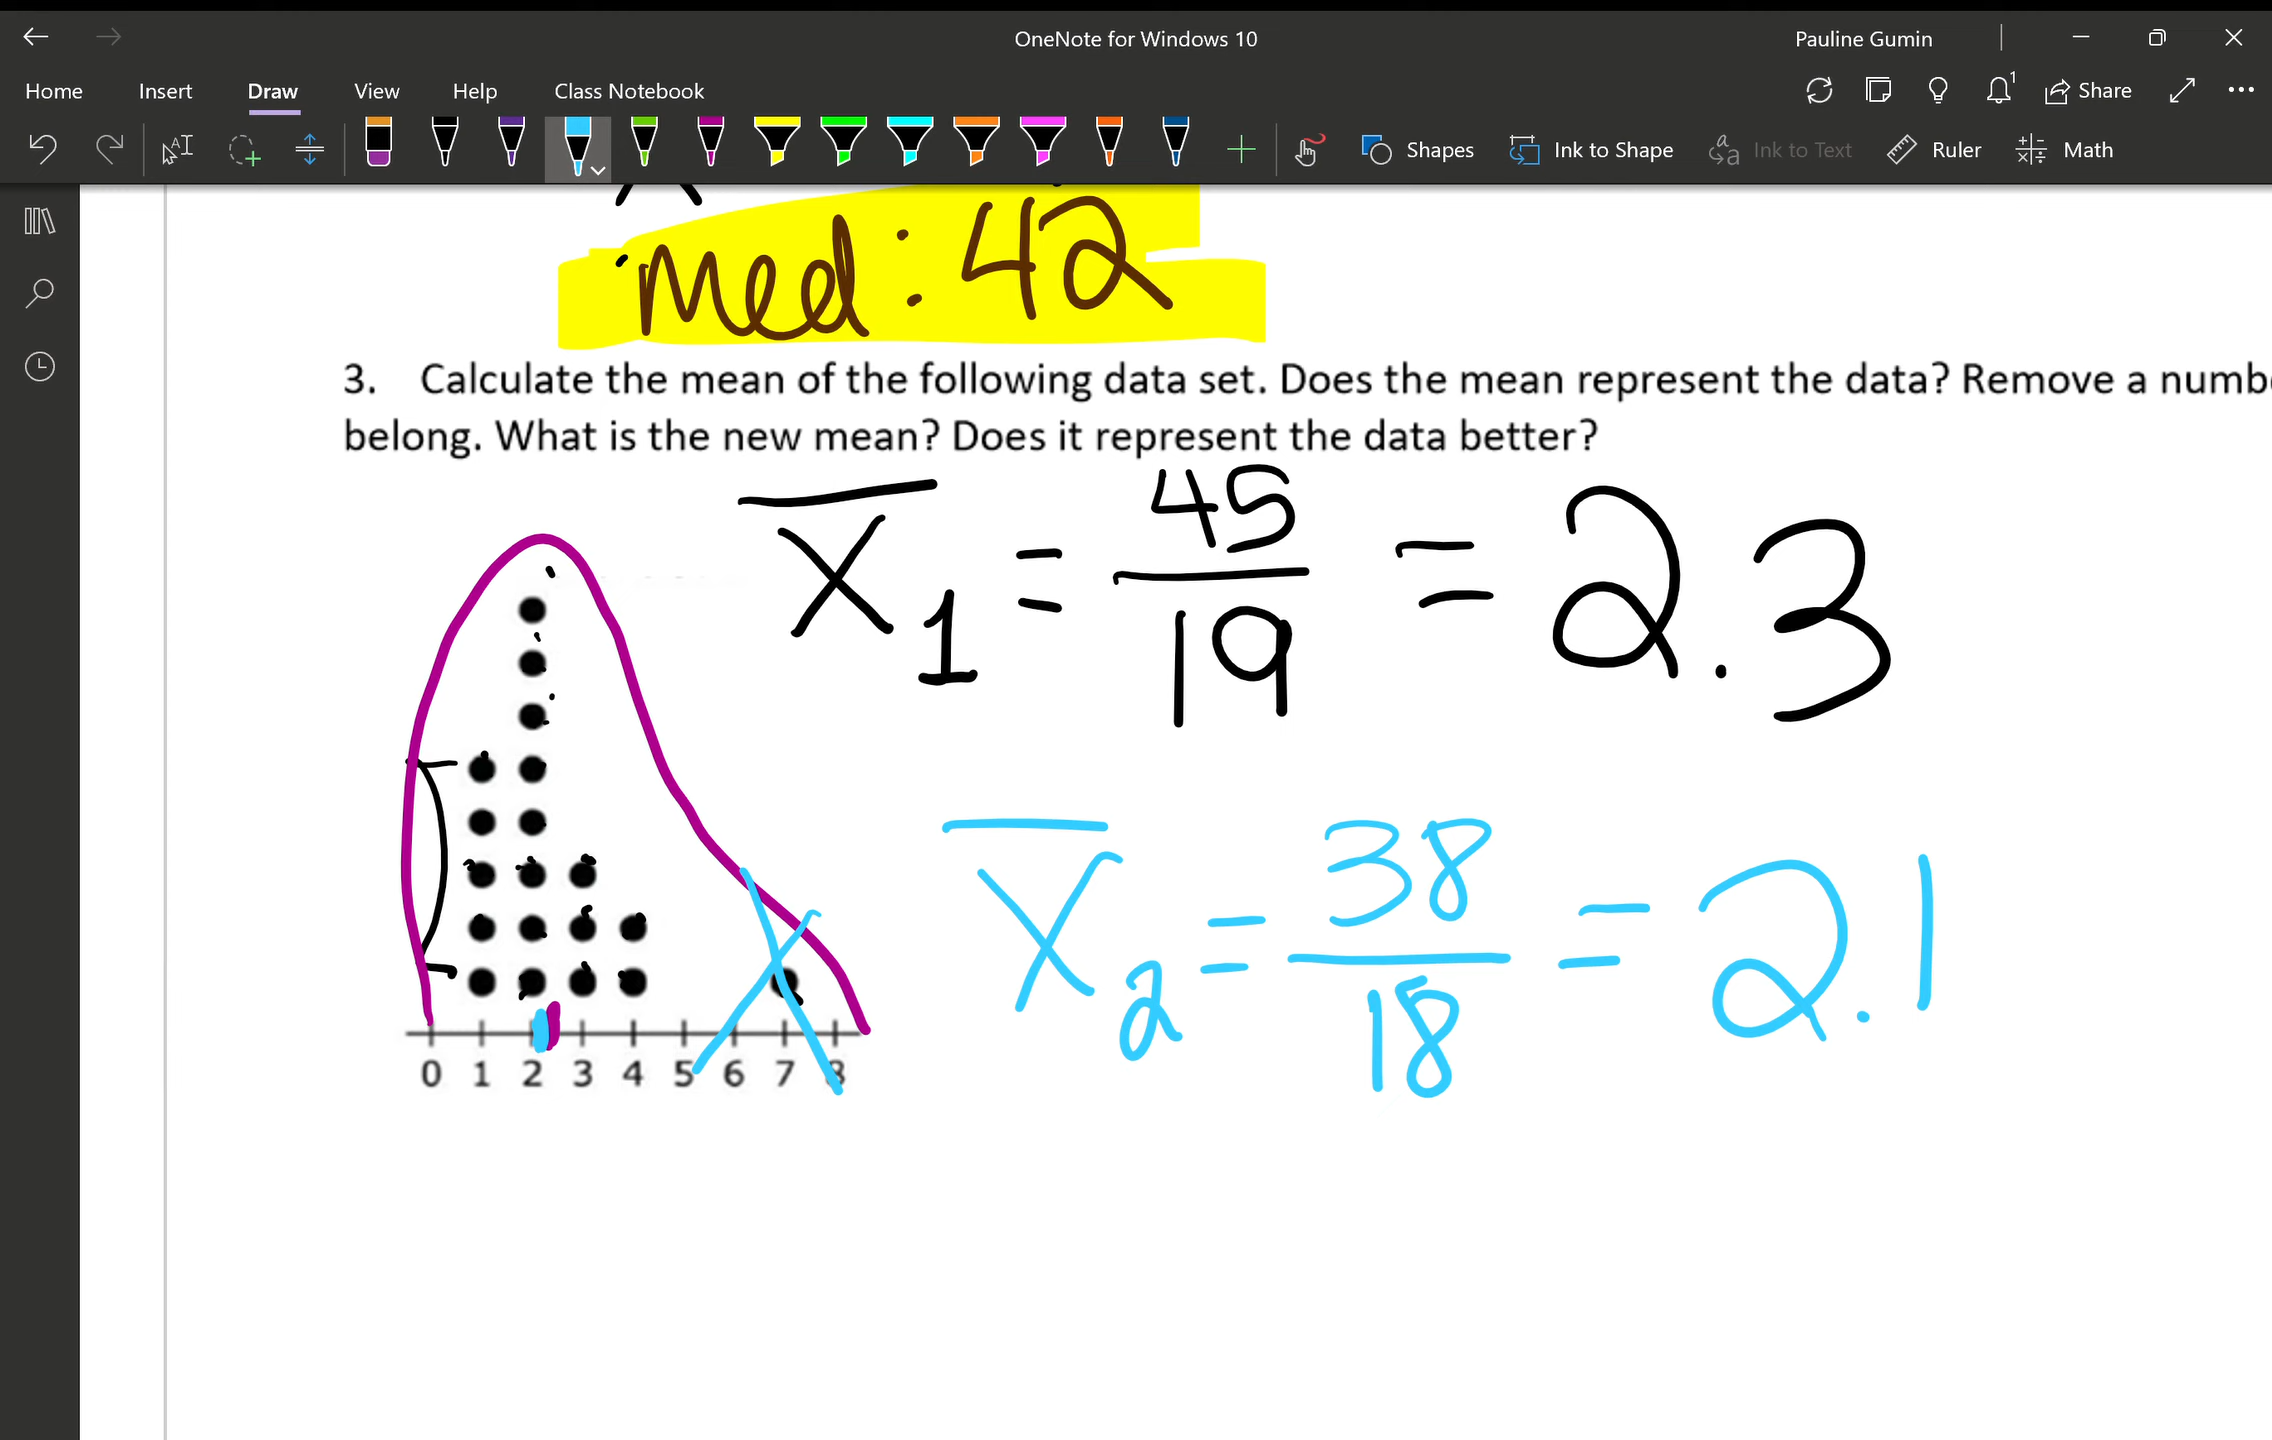 OneNote for Windows 10
Pauline Gumin
Home Insert Draw View Help Class Notebook
1 Share
Shapes Ink to Shape Ink to Text Ruler Math
Med: 42
3. Calculate the mean of the following data set. Does the mean represent the data? Remove a numb
belong. What is the new mean? Does it represent the data better?
X̄1 = 45/19 = 2.3
X̄2 = 38/18 = 2.1
0 1 2 3 4 5 6 7 8